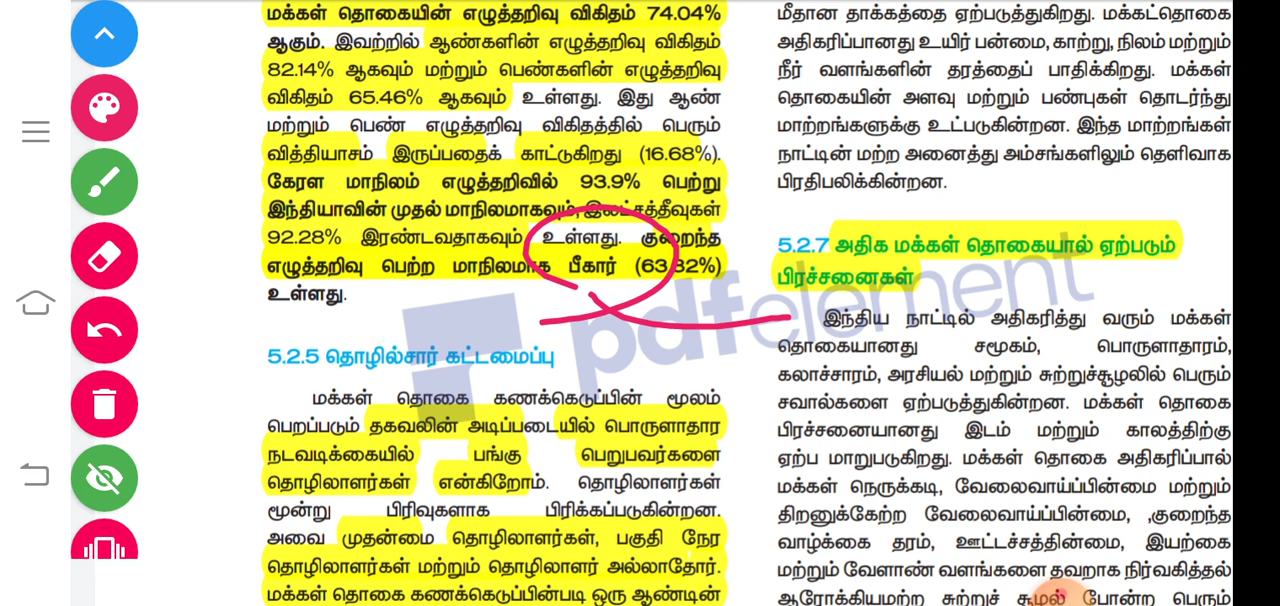 மக்கள் தொகையின் எழுத்தறிவு விகிதம் 74.04%
ஆகும். இவற்றில் ஆண்களின் எழுத்தறிவு விகிதம்
82.14% ஆகவும் மற்றும் பெண்களின் எழுத்தறிவு
விகிதம் 65.46% ஆகவும் உள்ளது. இது ஆண்
மற்றும் பெண் எழுத்தறிவு விகிதத்தில் பெரும்
வித்தியாசம் இருப்பதைக் காட்டுகிறது (16.68%).
கேரள மாநிலம் எழுத்தறிவில் 93.9% பெற்று
இந்தியாவின் முதல் மாநிலமாகவும், இலட்சத்தீவுகள்
92.28% இரண்டவதாகவும் உள்ளது. குறைந்த
எழுத்தறிவு பெற்ற மாநிலமாக பீகார் (63.82%)
உள்ளது.
5.2.5 தொழில்சார் கட்டமைப்பு
மக்கள் தொகை கணக்கெடுப்பின் மூலம்
பெறப்படும் தகவலின் அடிப்படையில் பொருளாதார
நடவடிக்கையில் பங்கு பெறுபவர்களை
தொழிலாளர்கள் என்கிறோம். தொழிலாளர்கள்
மூன்று பிரிவுகளாக பிரிக்கப்படுகின்றன.
அவை முதன்மை தொழிலாளர்கள், பகுதி நேர
தொழிலாளர்கள் மற்றும் தொழிலாளர் அல்லாதோர்.
மக்கள் தொகை கணக்கெடுப்பின்படி ஒரு ஆண்டின்
மீதான தாக்கத்தை ஏற்படுத்துகிறது. மக்கட்தொகை
அதிகரிப்பானது உயிர் பன்மை, காற்று, நிலம் மற்றும்
நீர் வளங்களின் தரத்தைப் பாதிக்கிறது. மக்கள்
தொகையின் அளவு மற்றும் பண்புகள் தொடர்ந்து
மாற்றங்களுக்கு உட்படுகின்றன. இந்த மாற்றங்கள்
நாட்டின் மற்ற அனைத்து அம்சங்களிலும் தெளிவாக
பிரதிபலிக்கின்றன.
5.2.7 அதிக மக்கள் தொகையால் ஏற்படும்
பிரச்சனைகள்
இந்திய நாட்டில் அதிகரித்து வரும் மக்கள்
தொகையானது சமூகம், பொருளாதாரம்,
கலாச்சாரம், அரசியல் மற்றும் சுற்றுச்சூழலில் பெரும்
சவால்களை ஏற்படுத்துகின்றன. மக்கள் தொகை
பிரச்சனையானது இடம் மற்றும் காலத்திற்கு
ஏற்ப மாறுபடுகிறது. மக்கள் தொகை அதிகரிப்பால்
மக்கள் நெருக்கடி, வேலைவாய்ப்பின்மை மற்றும்
திறனுக்கேற்ற வேலைவாய்ப்பின்மை, ,குறைந்த
வாழ்க்கை தரம், ஊட்டச்சத்தின்மை, இயற்கை
மற்றும் வேளாண் வளங்களை தவறாக நிர்வகித்தல்
ஆரோக்கியமற்ற சுற்றுச் சூழல் போன்ற பெரும்
pdfelement